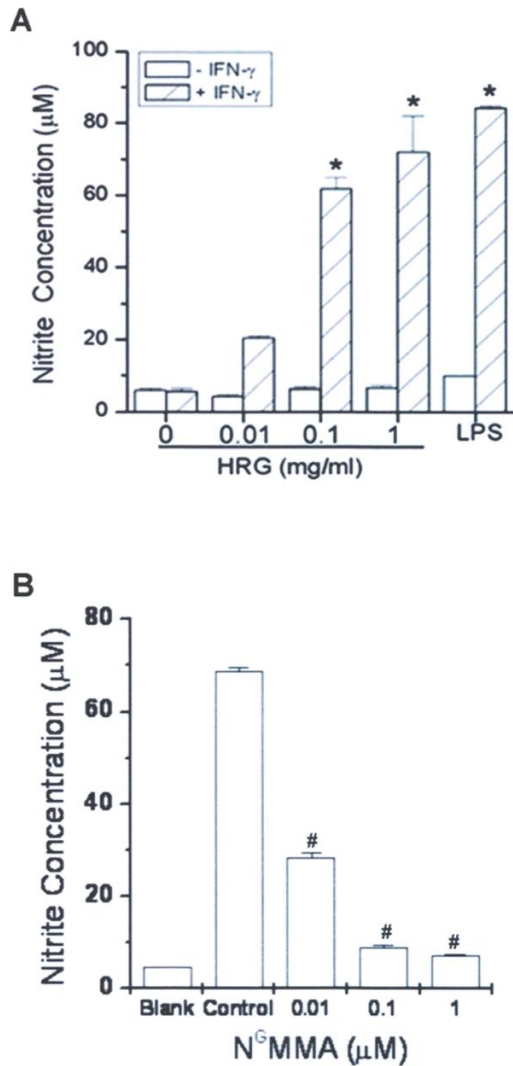 A
Nitrite Concentration (μM)
100
80
60
40
20
0
- IFN-γ
+ IFN-γ
*
*
*
0 0.01 0.1 1 LPS
HRG (mg/ml)
B
Nitrite Concentration (μM)
80
60
40
20
0
#
#
#
Blank Control 0.01 0.1 1
NᴳMMA (μM)